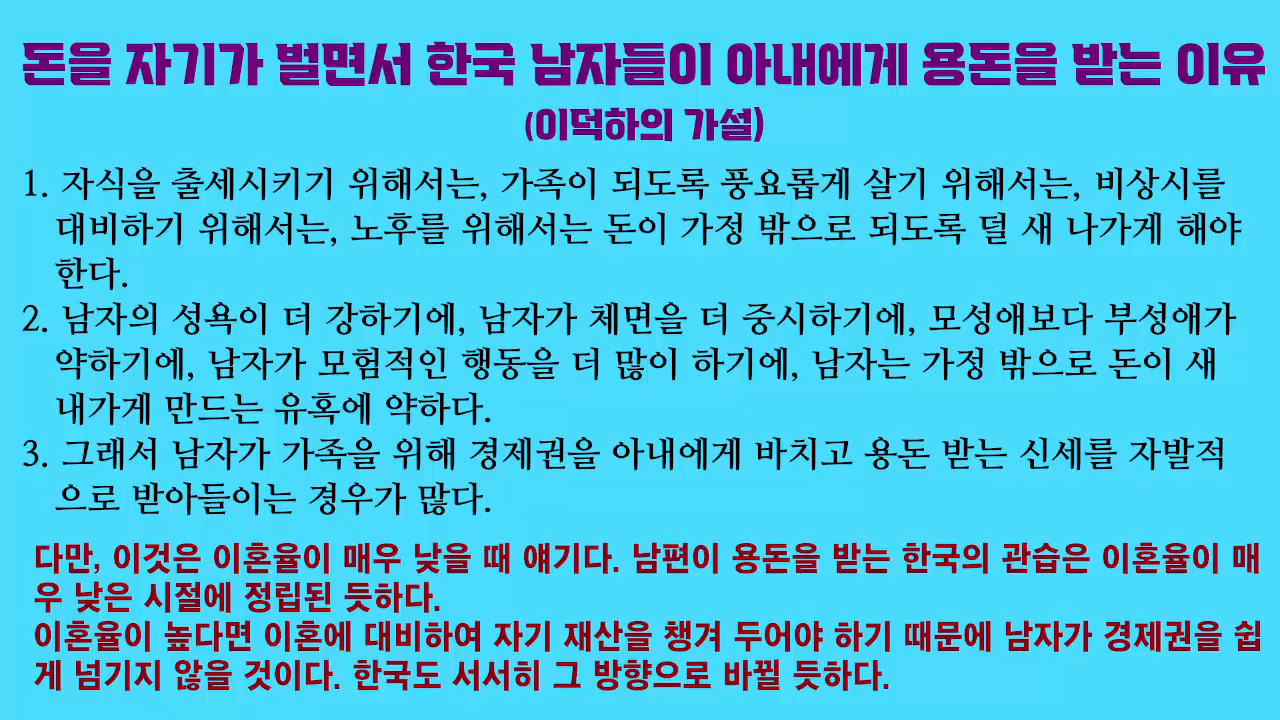 돈을 자기가 벌면서 한국 남자들이 아내에게 용돈을 받는 이유
(이덕하의 가설)
1. 자식을 출세시키기 위해서는, 가족이 되도록 풍요롭게 살기 위해서는, 비상시를
대비하기 위해서는, 노후를 위해서는 돈이 가정 밖으로 되도록 덜 새 나가게 해야
한다.
2. 남자의 성욕이 더 강하기에, 남자가 체면을 더 중시하기에, 모성애보다 부성애가
약하기에, 남자가 모험적인 행동을 더 많이 하기에, 남자는 가정 밖으로 돈이 새
내가게 만드는 유혹에 약하다.
3. 그래서 남자가 가족을 위해 경제권을 아내에게 바치고 용돈 받는 신세를 자발적
으로 받아들이는 경우가 많다.
다만, 이것은 이혼율이 매우 낮을 때 얘기다. 남편이 용돈을 받는 한국의 관습은 이혼율이 매
우 낮은 시절에 정립된 듯하다.
이혼율이 높다면 이혼에 대비하여 자기 재산을 챙겨 두어야 하기 때문에 남자가 경제권을 쉽
게 넘기지 않을 것이다. 한국도 서서히 그 방향으로 바뀔 듯하다.